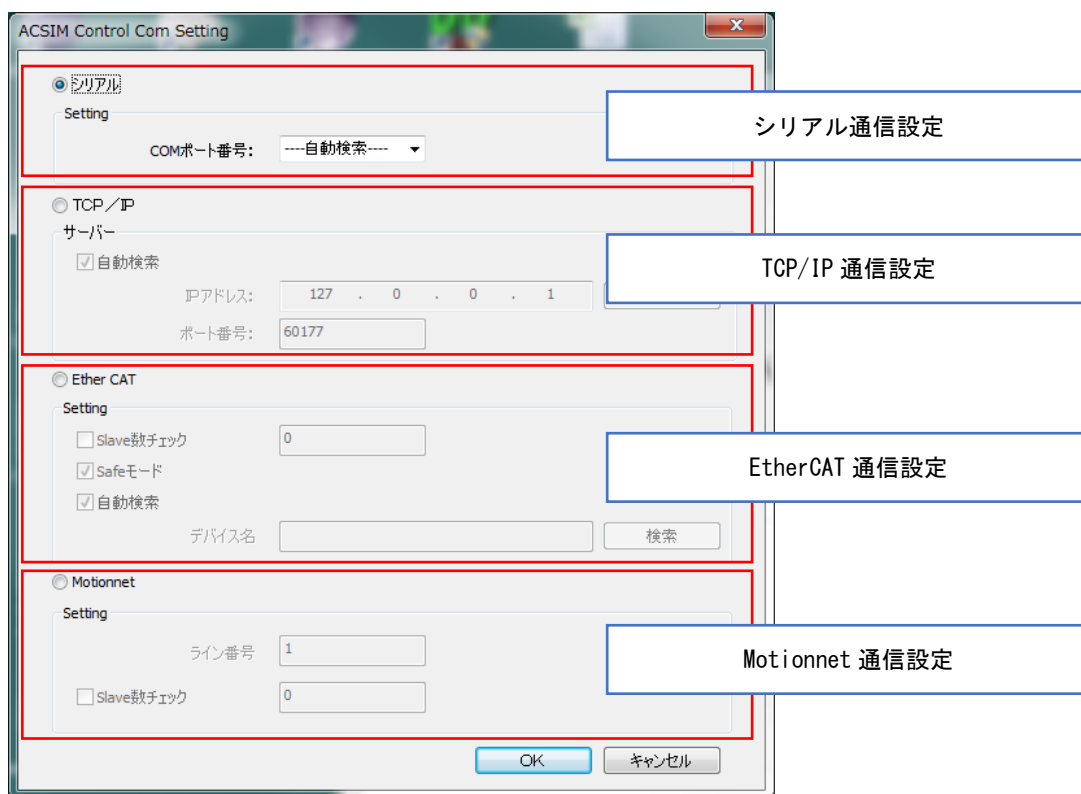 ACSIM Control Com Setting
シリアル
Setting
COMポート番号:
----自動検索----
シリアル通信設定
TCP/IP
サーバー
自動検索
IPアドレス:
127 . 0 . 0 . 1
ポート番号:
60177
TCP/IP 通信設定
Ether CAT
Setting
Slave数チェック
0
Safeモード
自動検索
デバイス名
検索
EtherCAT 通信設定
Motionnet
Setting
ライン番号
1
Slave数チェック
0
Motionnet 通信設定
OK
キャンセル